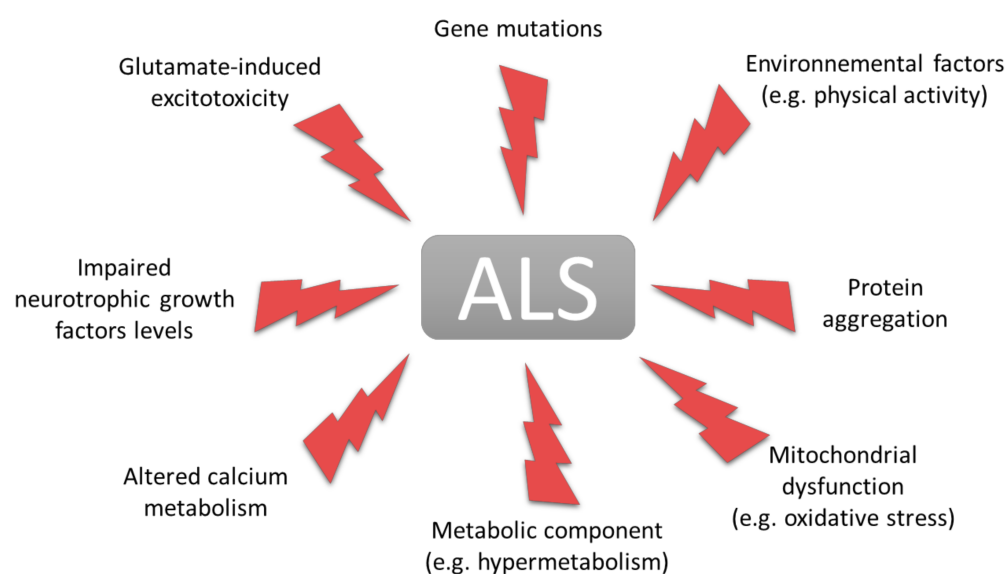 Gene mutations
Glutamate-induced
excitotoxicity
Environnemental factors
(e.g. physical activity)
ALS
Impaired
neurotrophic growth
factors levels
Protein
aggregation
Altered calcium
metabolism
Metabolic component
(e.g. hypermetabolism)
Mitochondrial
dysfunction
(e.g. oxidative stress)